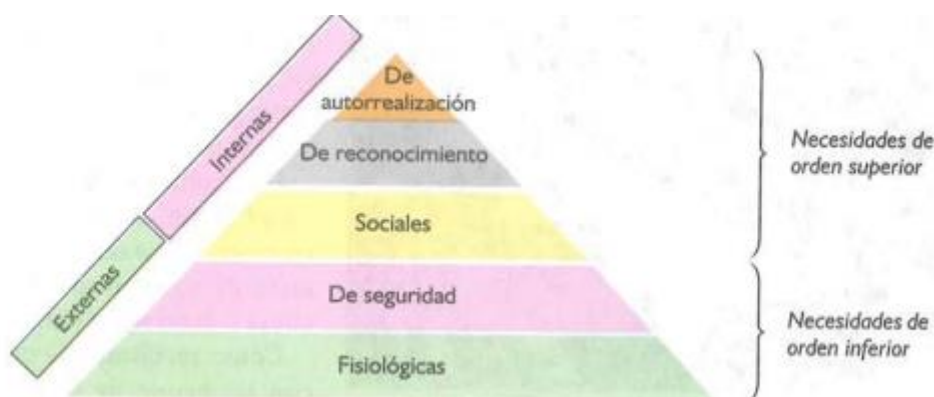 De
autorrealización
De reconocimiento
Sociales
De seguridad
Fisiológicas
Internas
Externas
Necesidades de
orden superior
Necesidades de
orden inferior